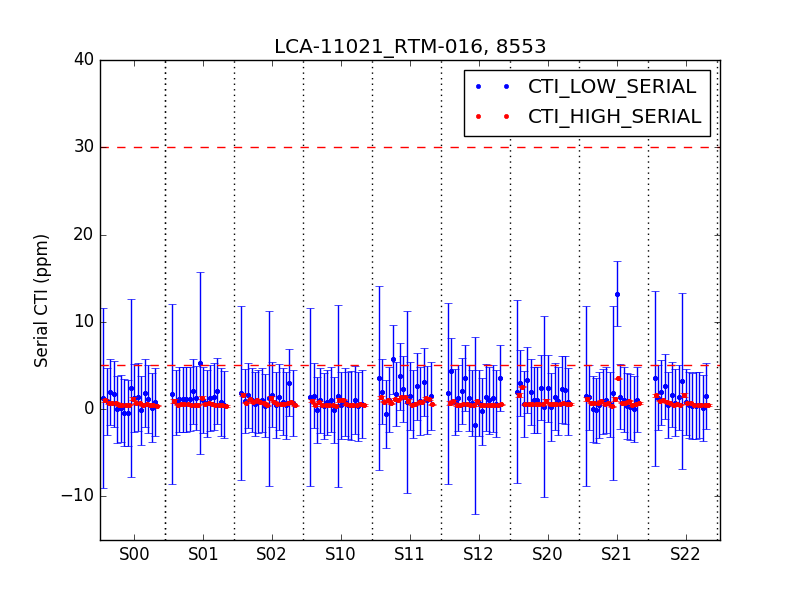 LCA-11021_RTM-016, 8553
CTI_LOW_SERIAL
CTI_HIGH_SERIAL
Serial CTI (ppm)
40
30
20
10
5
0
−10
S00 S01 S02 S10 S11 S12 S20 S21 S22